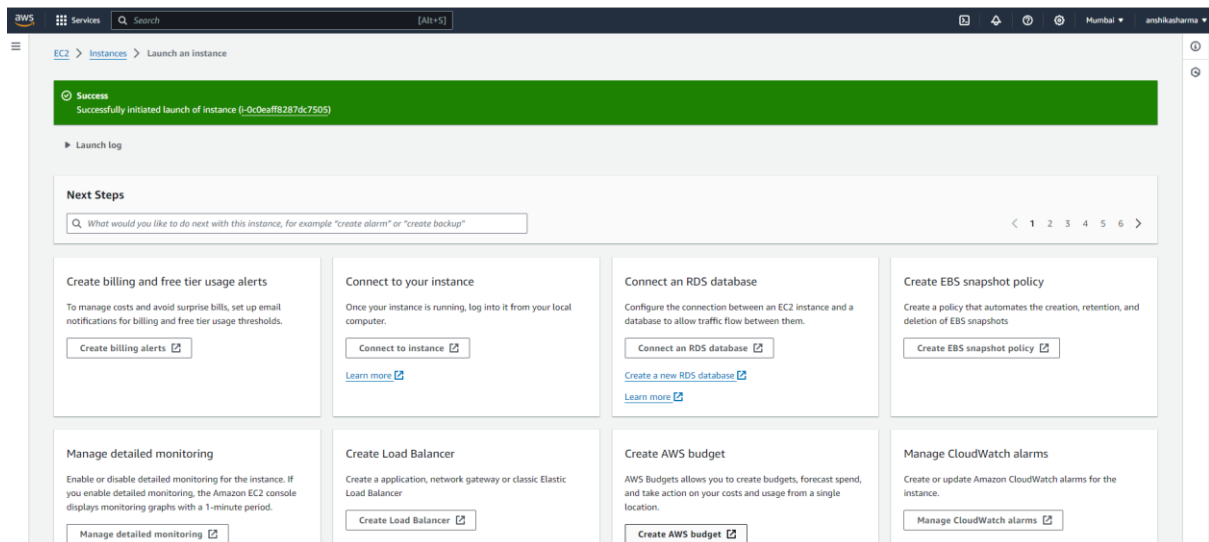 aws
Services
Search
[Alt+S]
Mumbai
anshikasharma
EC2 > Instances > Launch an instance
Success
Successfully initiated launch of instance (i-0c0eaff8287dc7505)
Launch log
Next Steps
What would you like to do next with this instance, for example "create alarm" or "create backup"
1 2 3 4 5 6
Create billing and free tier usage alerts
To manage costs and avoid surprise bills, set up email
notifications for billing and free tier usage thresholds.
Create billing alerts
Connect to your instance
Once your instance is running, log into it from your local
computer.
Connect to instance
Learn more
Connect an RDS database
Configure the connection between an EC2 instance and a
database to allow traffic flow between them.
Connect an RDS database
Create a new RDS database
Learn more
Create EBS snapshot policy
Create a policy that automates the creation, retention, and
deletion of EBS snapshots
Create EBS snapshot policy
Manage detailed monitoring
Enable or disable detailed monitoring for the instance. If
you enable detailed monitoring, the Amazon EC2 console
displays monitoring graphs with a 1-minute period.
Manage detailed monitoring
Create Load Balancer
Create a application, network gateway or classic Elastic
Load Balancer
Create Load Balancer
Create AWS budget
AWS Budgets allows you to create budgets, forecast spend,
and take action on your costs and usage from a single
location.
Create AWS budget
Manage CloudWatch alarms
Create or update Amazon CloudWatch alarms for the
instance.
Manage CloudWatch alarms